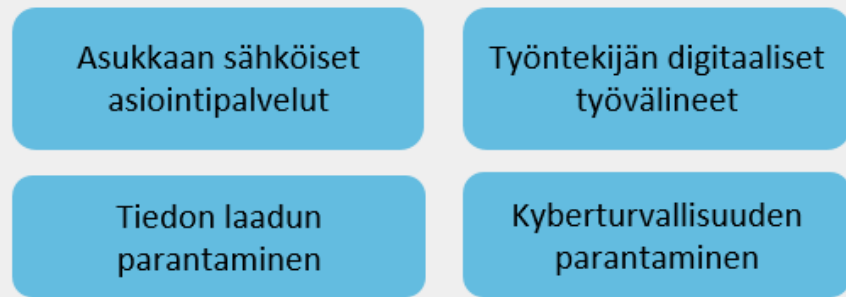 Asukkaan sähköiset
asiointipalvelut
Työntekijän digitaaliset
työvälineet
Tiedon laadun
parantaminen
Kyberturvallisuuden
parantaminen